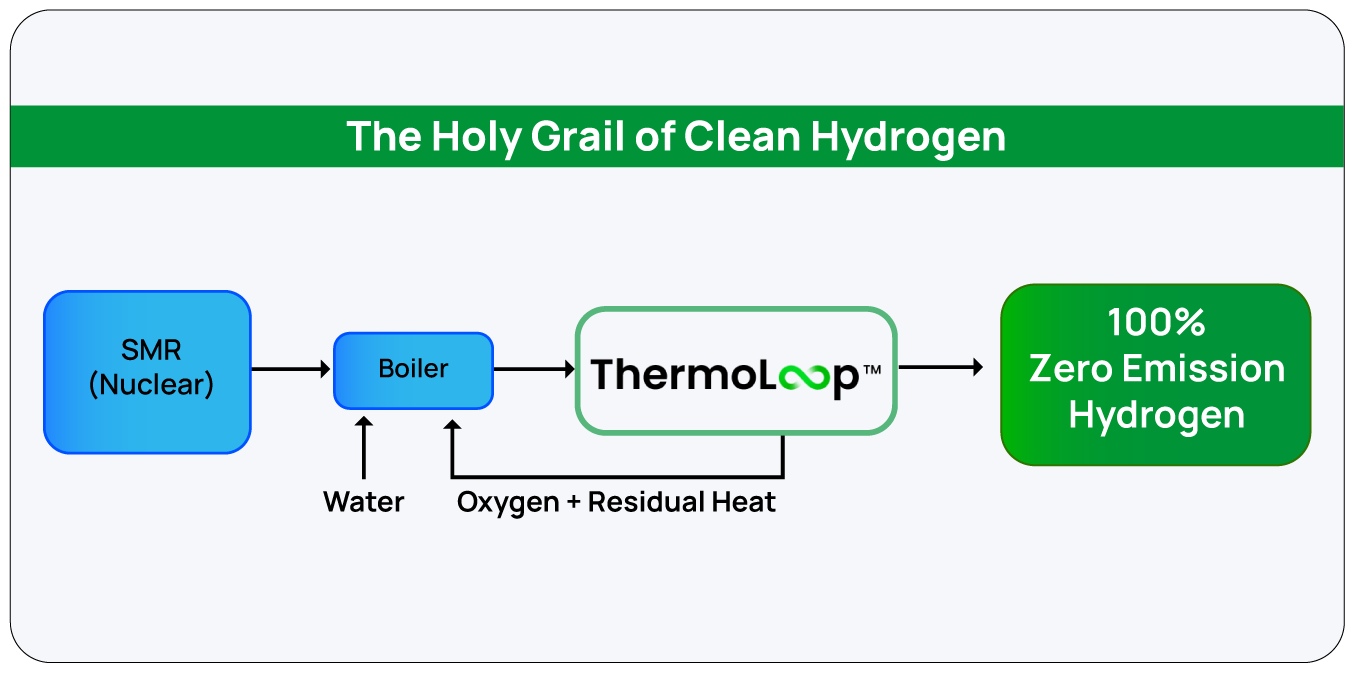 The Holy Grail of Clean Hydrogen
SMR
(Nuclear)
Boiler
ThermoLoop™
100%
Zero Emission
Hydrogen
Water
Oxygen + Residual Heat